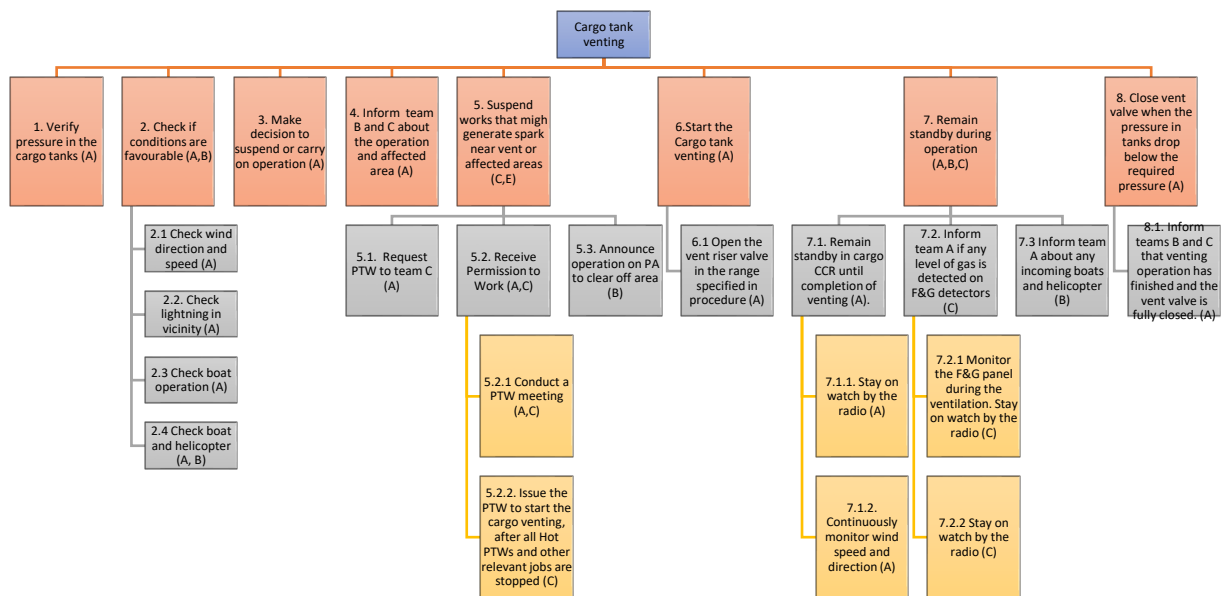 Cargo tank
venting
1. Verify
pressure in the
cargo tanks (A)
2. Check if
conditions are
favourable (A,B)
3. Make
decision to
suspend or carry
on operation (A)
4. Inform team
B and C about
the operation
and affected
area (A)
5. Suspend
works that migh
generate spark
near vent or
affected areas
(C,E)
6.Start the
Cargo tank
venting (A)
7. Remain
standby during
operation
(A,B,C)
8. Close vent
valve when the
pressure in
tanks drop
below the
required
pressure (A)
2.1 Check wind
direction and
speed (A)
2.2. Check
lightning in
vicinity (A)
2.3 Check boat
operation (A)
2.4 Check boat
and helicopter
(A, B)
5.1. Request
PTW to team C
(A)
5.2. Receive
Permission to
Work (A,C)
5.3. Announce
operation on PA
to clear off area
(B)
5.2.1 Conduct a
PTW meeting
(A,C)
5.2.2. Issue the
PTW to start the
cargo venting,
after all Hot
PTWs and other
relevant jobs are
stopped (C)
6.1 Open the
vent riser valve
in the range
specified in
procedure (A)
7.1. Remain
standby in cargo
CCR until
completion of
venting (A).
7.2. Inform
team A if any
level of gas is
detected on
F&G detectors
(C)
7.3 Inform team
A about any
incoming boats
and helicopter
(B)
7.1.1. Stay on
watch by the
radio (A)
7.1.2.
Continuously
monitor wind
speed and
direction (A)
7.2.1 Monitor
the F&G panel
during the
ventilation. Stay
on watch by the
radio (C)
7.2.2 Stay on
watch by the
radio (C)
8.1. Inform
teams B and C
that venting
operation has
finished and the
vent valve is
fully closed. (A)